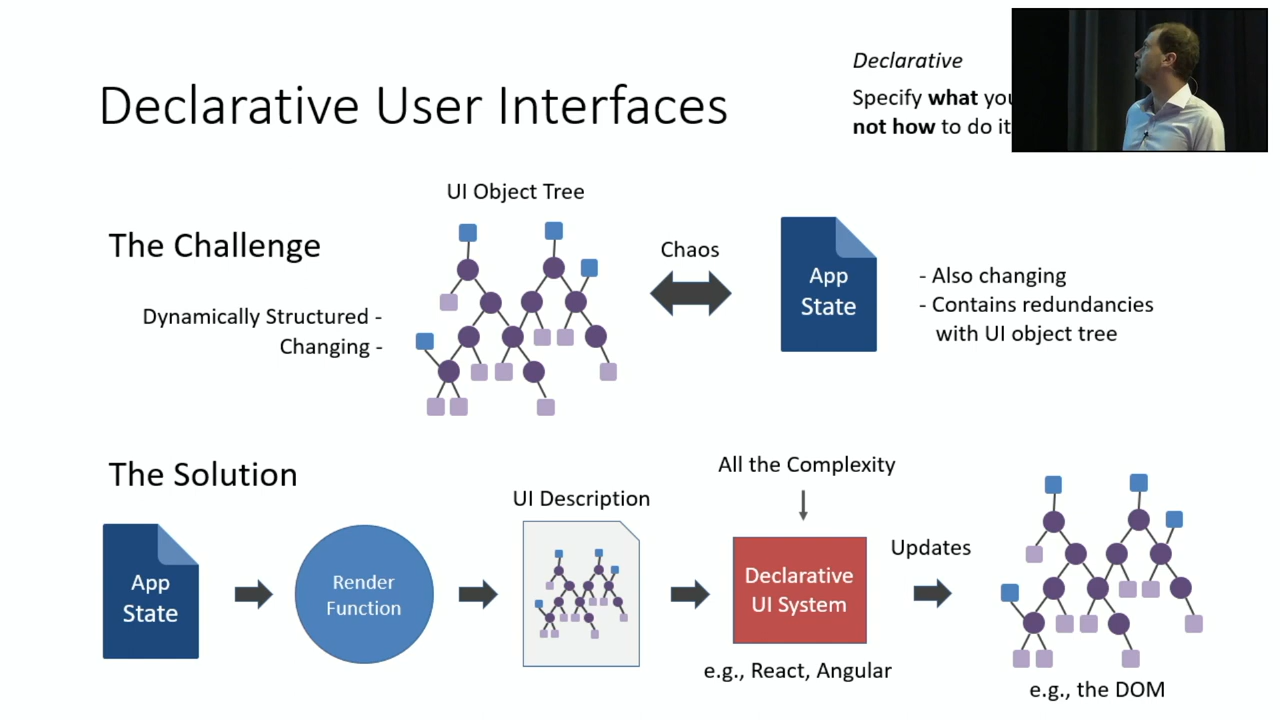 Declarative User Interfaces
Declarative
Specify what
not how to do it
The Challenge
UI Object Tree
Dynamically Structured -
Changing -
Chaos
App
State
- Also changing
- Contains redundancies
with UI object tree
The Solution
App
State
Render
Function
UI Description
All the Complexity
Declarative
UI System
e.g., React, Angular
Updates
e.g., the DOM